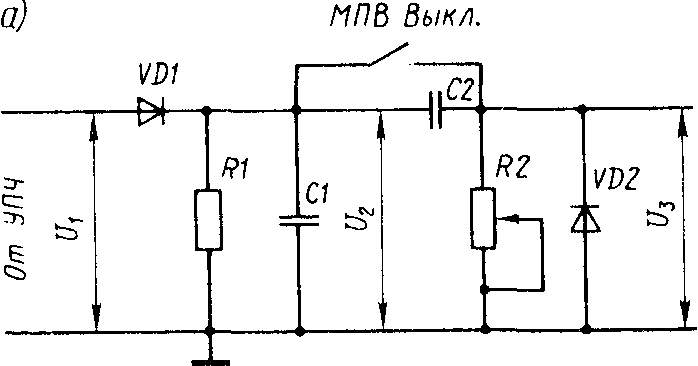 а)
МПВ Выкл.
VD1
C2
R1
C1
R2
VD2
От УПЧ
U₁
U₂
U₃